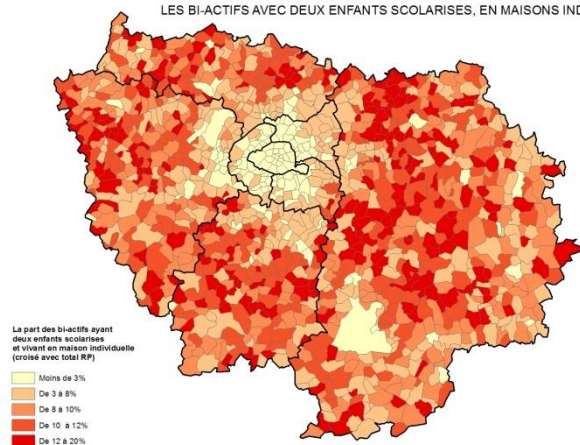 LES BI-ACTIFS AVEC DEUX ENFANTS SCOLARISES, EN MAISONS IND
La part des bi-actifs ayant
deux enfants scolarises
et vivant en maison individuelle
(croisé avec total RP)
Moins de 3%
De 3 à 8%
De 8 à 10%
De 10 à 12%
De 12 à 20%